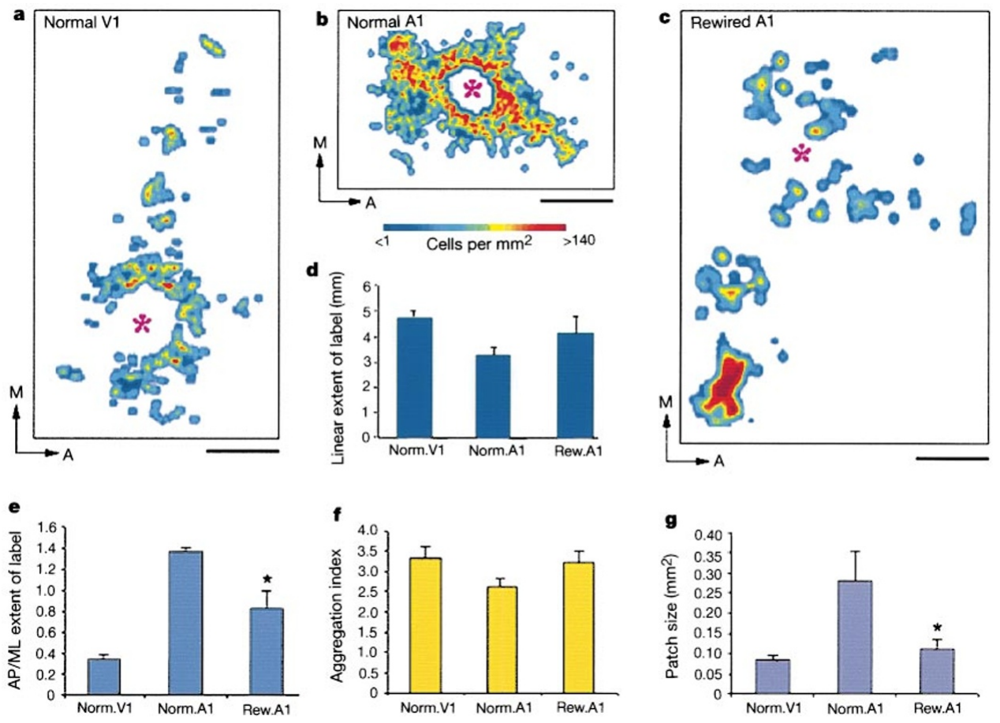 a
Normal V1
M
A
b
Normal A1
M
A
<1
Cells per mm2
>140
c
Rewired A1
M
A
d
Linear extent of label (mm)
6
5
4
3
2
1
0
Norm.V1
Norm.A1
Rew.A1
e
AP/ML extent of label
1.6
1.4
1.2
1.0
0.8
0.6
0.4
0.2
0
★
Norm.V1
Norm.A1
Rew.A1
f
Aggregation index
4.0
3.5
3.0
2.5
2.0
1.5
1.0
0.5
0
Norm.V1
Norm.A1
Rew.A1
g
Patch size (mm2)
0.40
0.35
0.30
0.25
0.20
0.15
0.10
0.05
0
★
Norm.V1
Norm.A1
Rew.A1